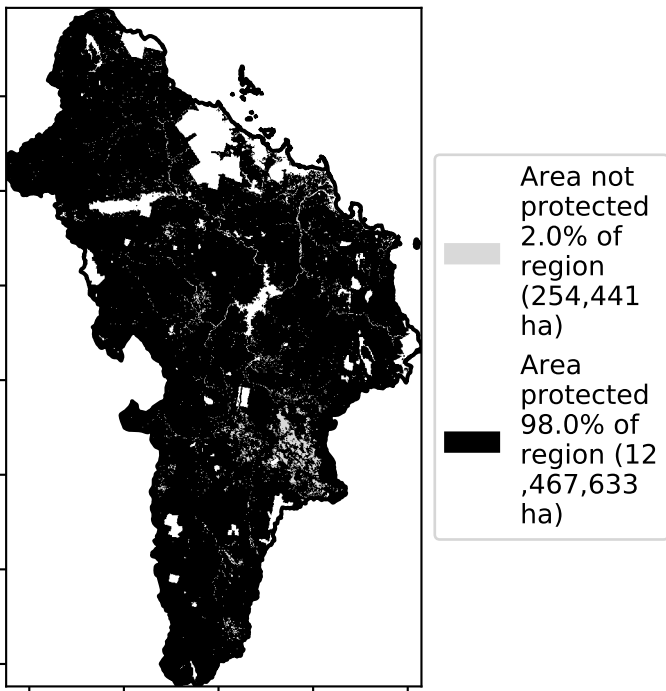 Area not
protected
2.0% of
region
(254,441
ha)
Area
protected
98.0% of
region (12
,467,633
ha)